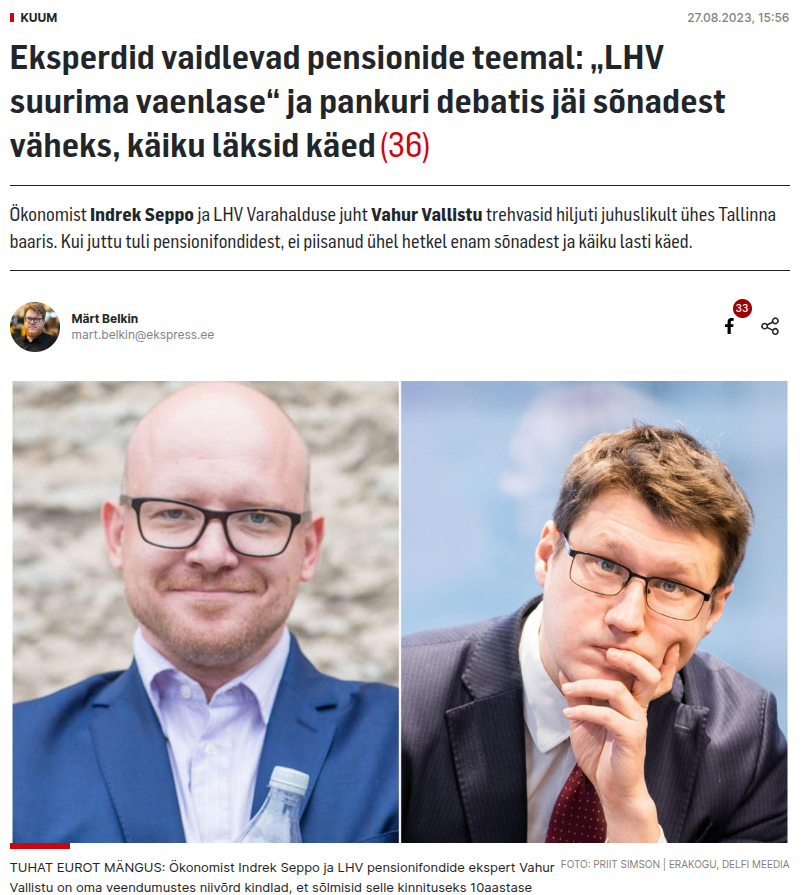 KUUM
27.08.2023, 15:56
Eksperdid vaidlevad pensionide teemal: „LHV
suurima vaenlase“ ja pankuri debatis jäi sõnadest
väheks, käiku läksid käed (36)
Ökonomist Indrek Seppo ja LHV Varahalduse juht Vahur Vallistu trehvasid hiljuti juhuslikult ühes Tallinna
baaris. Kui juttu tuli pensionifondidest, ei piisanud ühel hetkel enam sõnadest ja käiku lasti käed.
Märt Belkin
mart.belkin@ekspress.ee
33
TUHAT EUROT MÄNGUS: Ökonomist Indrek Seppo ja LHV pensionifondide ekspert Vahur
FOTO: PRIIT SIMSON | ERAKOGU, DELFI MEEDIA
Vallistu on oma veendumustes niivõrd kindlad, et sõlmisid selle kinnituseks 10aastase